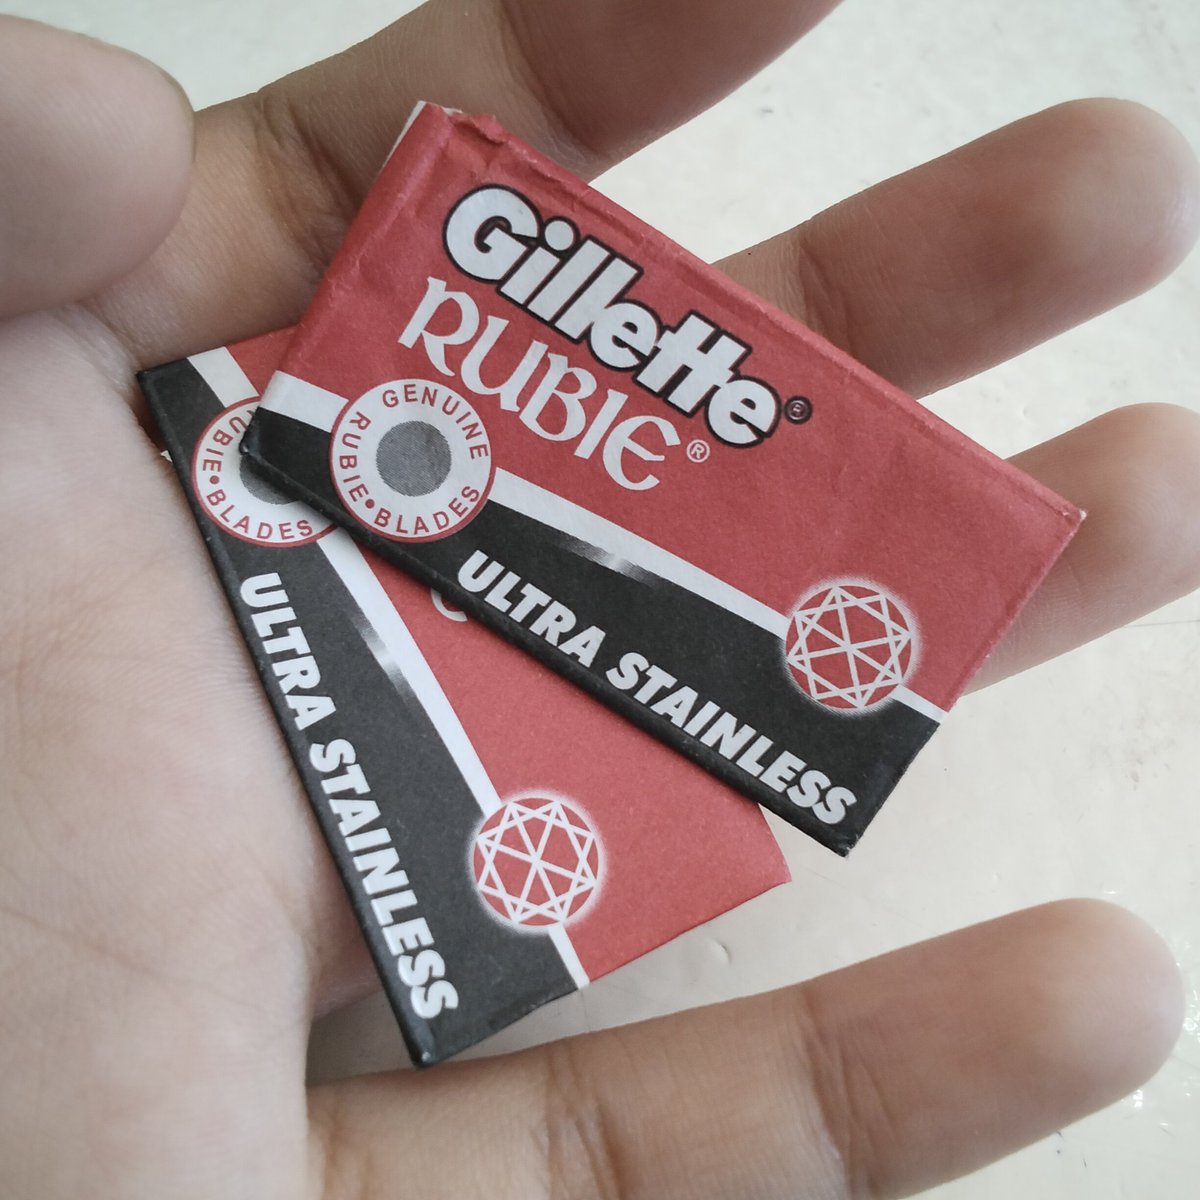 Gillette®
RUBIE®
GENUINE
RUBIE•BLADES
ULTRA STAINLESS
RUBIE•BLADES
ULTRA STAINLESS